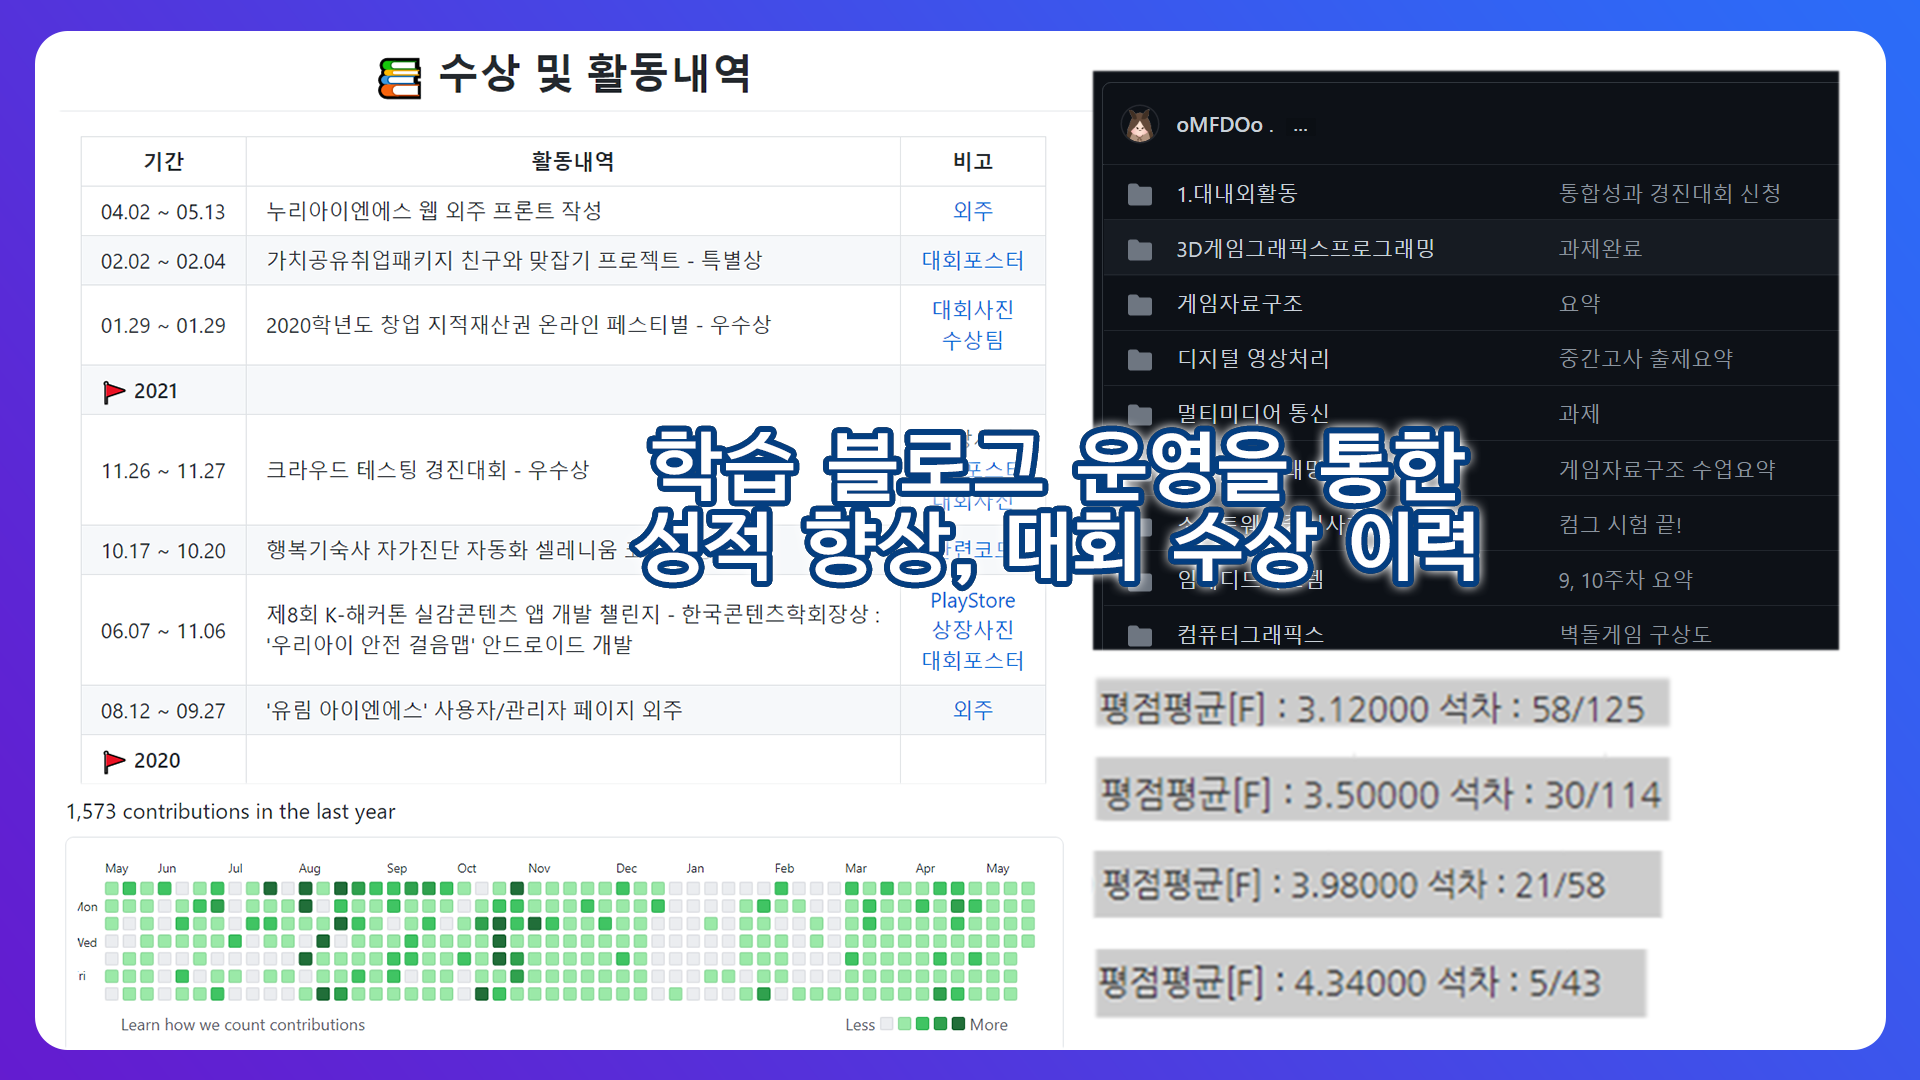 수상 및 활동내역
기간 활동내역 비고
04.02 ~ 05.13 누리아이엔에스 웹 외주 프론트 작성 외주
02.02 ~ 02.04 가치공유취업패키지 친구와 맞잡기 프로젝트 - 특별상 대회포스터
01.29 ~ 01.29 2020학년도 창업 지적재산권 온라인 페스티벌 - 우수상 대회사진
수상팀
2021
11.26 ~ 11.27 크라우드 테스팅 경진대회 - 우수상
대회사진
10.17 ~ 10.20 행복기숙사 자가진단 자동화 셀레니움
06.07 ~ 11.06 제8회 K-해커톤 실감콘텐츠 앱 개발 챌린지 - 한국콘텐츠학회장상 :
'우리아이 안전 걸음맵' 안드로이드 개발
PlayStore
상장사진
대회포스터
08.12 ~ 09.27 '유림 아이엔에스' 사용자/관리자 페이지 외주 외주
2020
학습 블로그 운영을 통한
성적 향상, 대회 수상 이력
1,573 contributions in the last year
May Jun Jul Aug Sep Oct Nov Dec Jan Feb Mar Apr May
Mon
Wed
ri
Learn how we count contributions
Less More
oMFDOo . ...
1.대내외활동 통합성과 경진대회 신청
3D게임그래픽스프로그래밍 과제완료
게임자료구조 요약
디지털 영상처리 중간고사 출제요약
멀티미디어 통신 과제
게임자료구조 수업요약
컴그 시험 끝!
9, 10주차 요약
컴퓨터그래픽스 벽돌게임 구상도
평점평균[F] : 3.12000 석차 : 58/125
평점평균[F] : 3.50000 석차 : 30/114
평점평균[F] : 3.98000 석차 : 21/58
평점평균[F] : 4.34000 석차 : 5/43